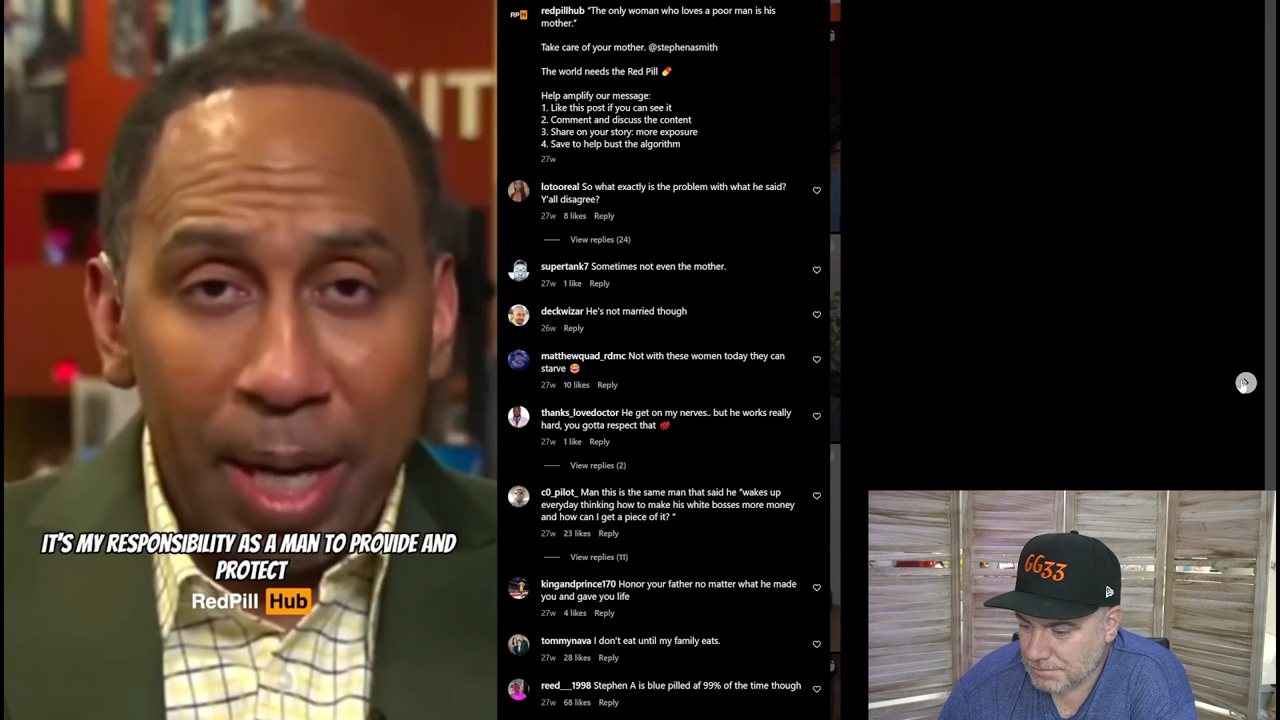 IT'S MY RESPONSIBILITY AS A MAN TO PROVIDE AND
PROTECT
RedPill Hub
RP H
redpillhub “The only woman who loves a poor man is his
mother.”
Take care of your mother. @stephenasmith
The world needs the Red Pill 💊
Help amplify our message:
1. Like this post if you can see it
2. Comment and discuss the content
3. Share on your story: more exposure
4. Save to help bust the algorithm
27w
lotooreal So what exactly is the problem with what he said?
Y'all disagree?
27w 8 likes Reply
View replies (24)
supertank7 Sometimes not even the mother.
27w 1 like Reply
deckwizar He's not married though
26w Reply
matthewquad_rdmc Not with these women today they can
starve 😂
27w 10 likes Reply
thanks_lovedoctor He get on my nerves.. but he works really
hard, you gotta respect that 💯
27w 1 like Reply
View replies (2)
c0_pilot_ Man this is the same man that said he “wakes up
everyday thinking how to make his white bosses more money
and how can I get a piece of it? “
27w 23 likes Reply
View replies (11)
kingandprince170 Honor your father no matter what he made
you and gave you life
27w 4 likes Reply
tommynava I don't eat until my family eats.
27w 28 likes Reply
reed___1998 Stephen A is blue pilled af 99% of the time though
27w 68 likes Reply
GG33